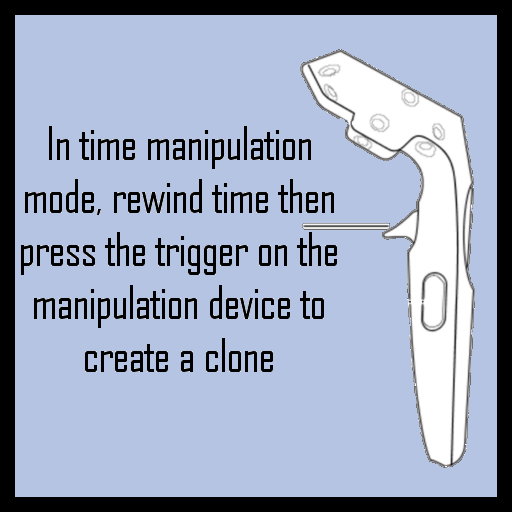 In time manipulation
mode, rewind time then
press the trigger on the
manipulation device to
create a clone